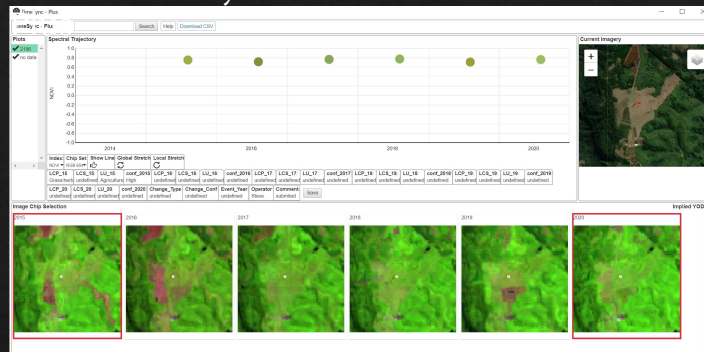 TimeSync - Plus
TimeSync - Plus
Search
Help
Download CSV
Plots
Spectral Trajectory
Current Imagery
no data
+
−
1.0
0.8
0.6
0.4
0.2
0.0
-0.2
-0.4
-0.6
-0.8
-1.0
NDVI
2014
2016
2018
2020
Index: Chip Set Show Line Global Stretch Local Stretch
NDVI
LCP_15 LCS_15 LU_15 conf_2015 LCP_16 LCS_16 LU_16 conf_2016 LCP_17 LCS_17 LU_17 conf_2017 LCP_18 LCS_18 LU_18 conf_2018 LCP_19 LCS_19 LU_19 conf_2019
Grass/herb undefined Agriculture High undefined undefined undefined undefined undefined undefined undefined undefined undefined undefined undefined undefined undefined undefined undefined undefined
LCP_20 LCS_20 LU_20 conf_2020 Change_Type Change_Conf Event_Year Operator Comment
undefined undefined undefined undefined undefined undefined undefined Steve submitted
Save
Image Chip Selection
Implied YOD
2015
2016
2017
2018
2019
2020